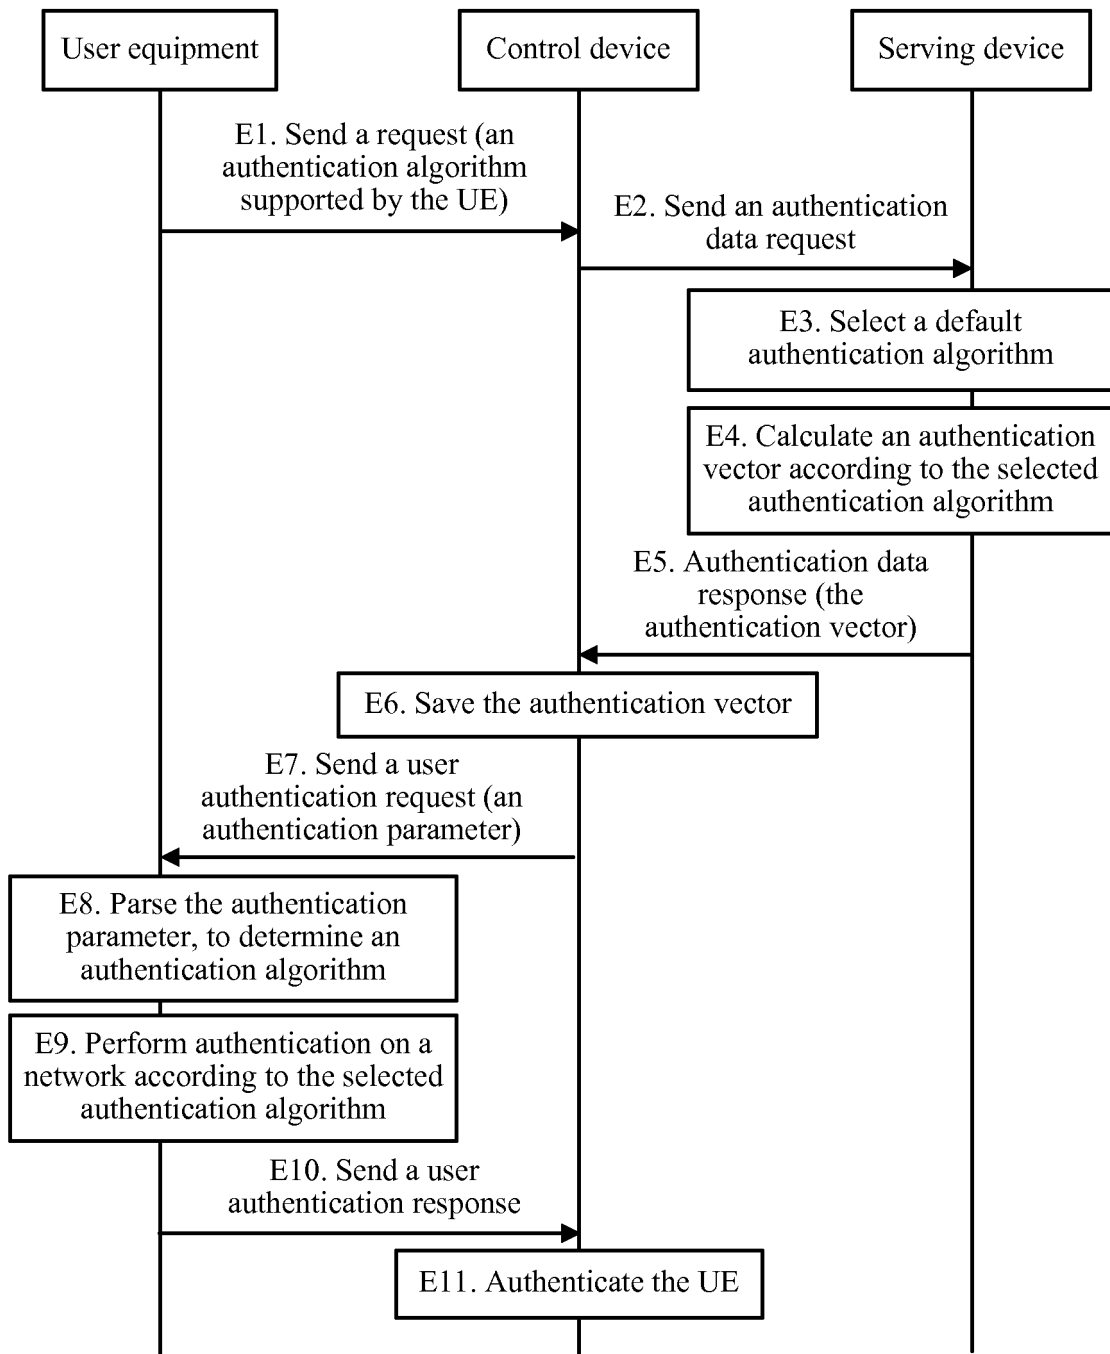 User equipment
Control device
Serving device
E1. Send a request (an
authentication algorithm
supported by the UE)
E2. Send an authentication
data request
E3. Select a default
authentication algorithm
E4. Calculate an authentication
vector according to the selected
authentication algorithm
E5. Authentication data
response (the
authentication vector)
E6. Save the authentication vector
E7. Send a user
authentication request (an
authentication parameter)
E8. Parse the authentication
parameter, to determine an
authentication algorithm
E9. Perform authentication on a
network according to the selected
authentication algorithm
E10. Send a user
authentication response
E11. Authenticate the UE